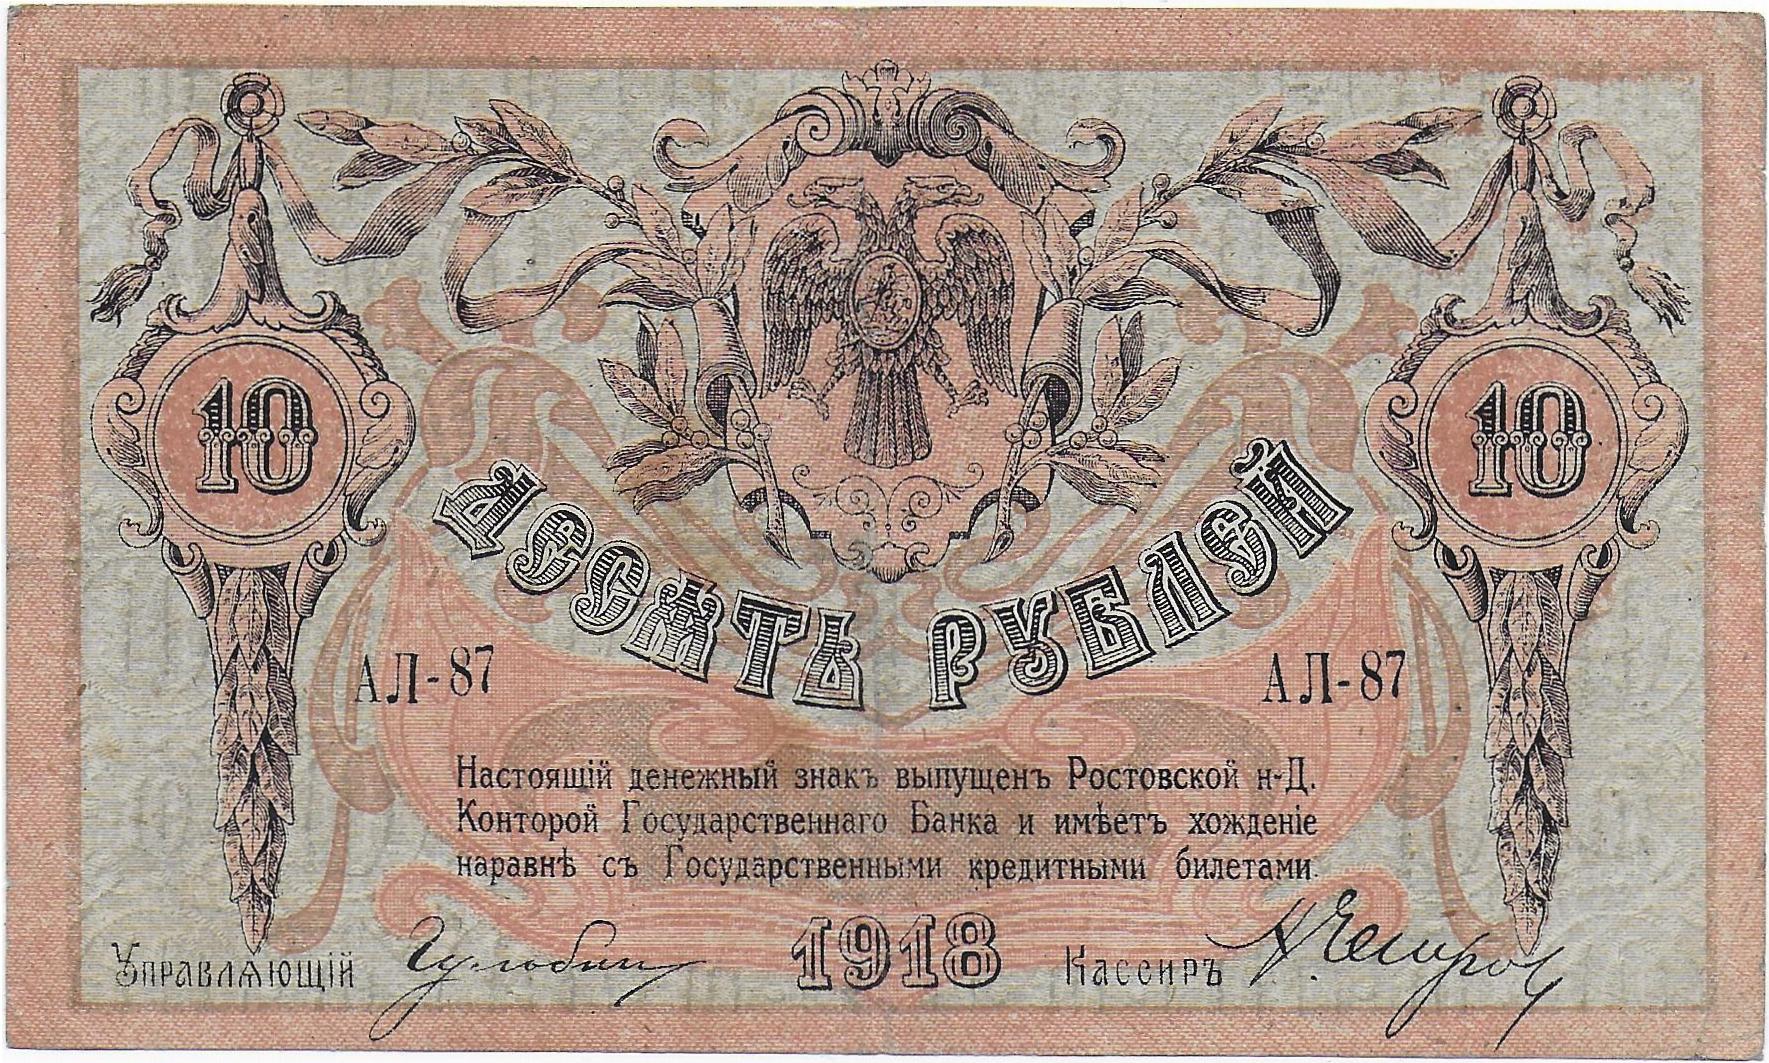 10
10
ДЕСЯТЬ РУБЛЕЙ
АЛ-87
АЛ-87
Настоящій денежный знакъ выпущенъ Ростовской н-Д.
Конторой Государственнаго Банка и имѣетъ хожденіе
наравнѣ съ Государственными кредитными билетами.
Управляющій
1918
Кассиръ